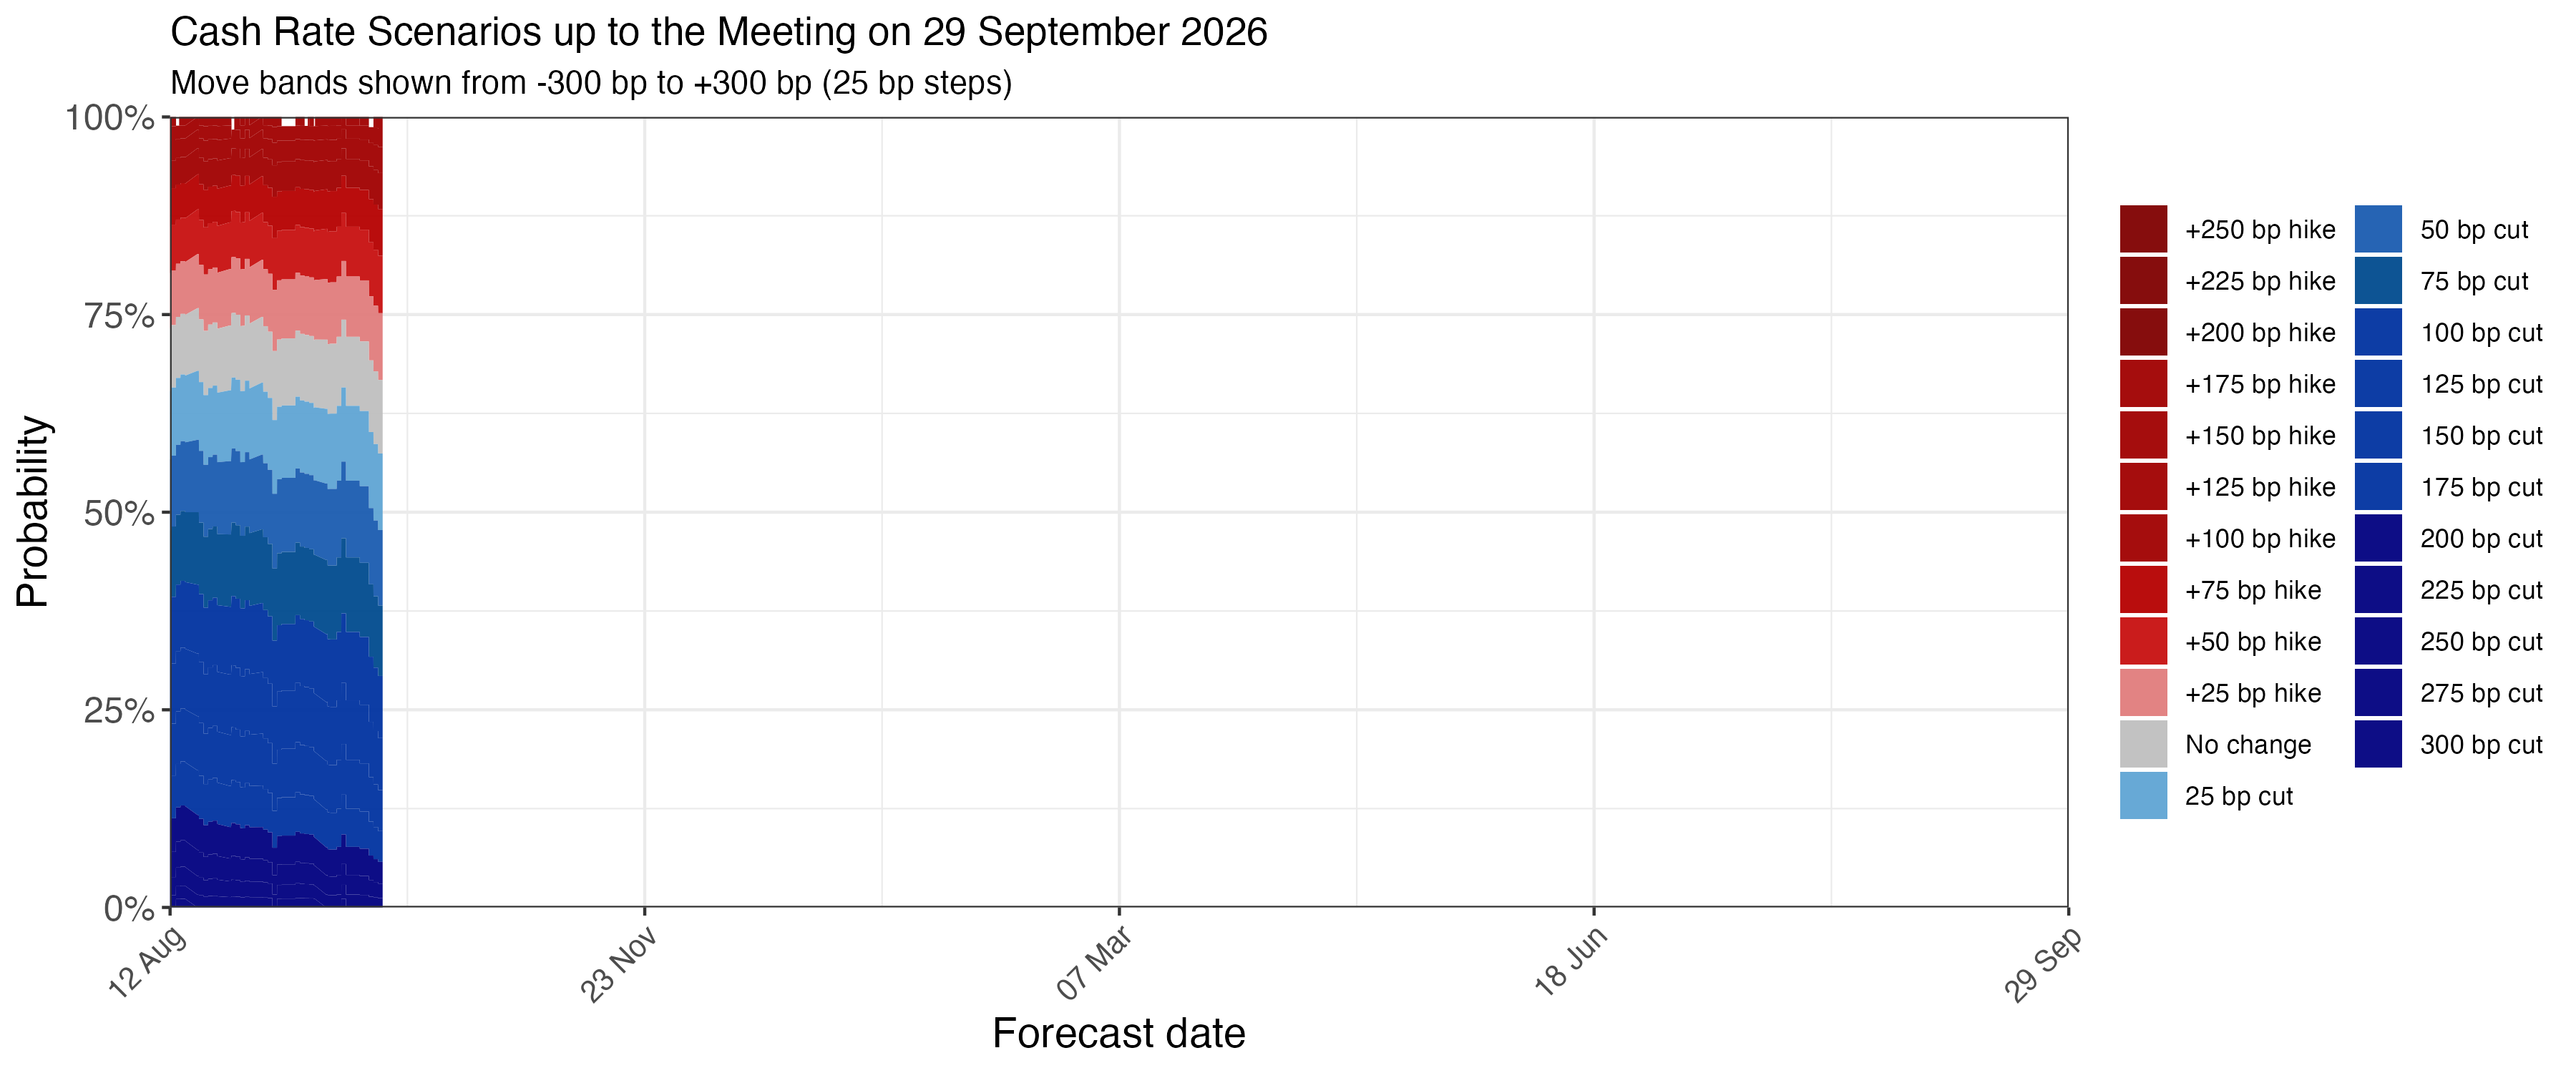 Cash Rate Scenarios up to the Meeting on 29 September 2026
Move bands shown from -300 bp to +300 bp (25 bp steps)
Probability
100%
75%
50%
25%
0%
12 Aug
23 Nov
07 Mar
18 Jun
29 Sep
Forecast date
+250 bp hike
+225 bp hike
+200 bp hike
+175 bp hike
+150 bp hike
+125 bp hike
+100 bp hike
+75 bp hike
+50 bp hike
+25 bp hike
No change
25 bp cut
50 bp cut
75 bp cut
100 bp cut
125 bp cut
150 bp cut
175 bp cut
200 bp cut
225 bp cut
250 bp cut
275 bp cut
300 bp cut